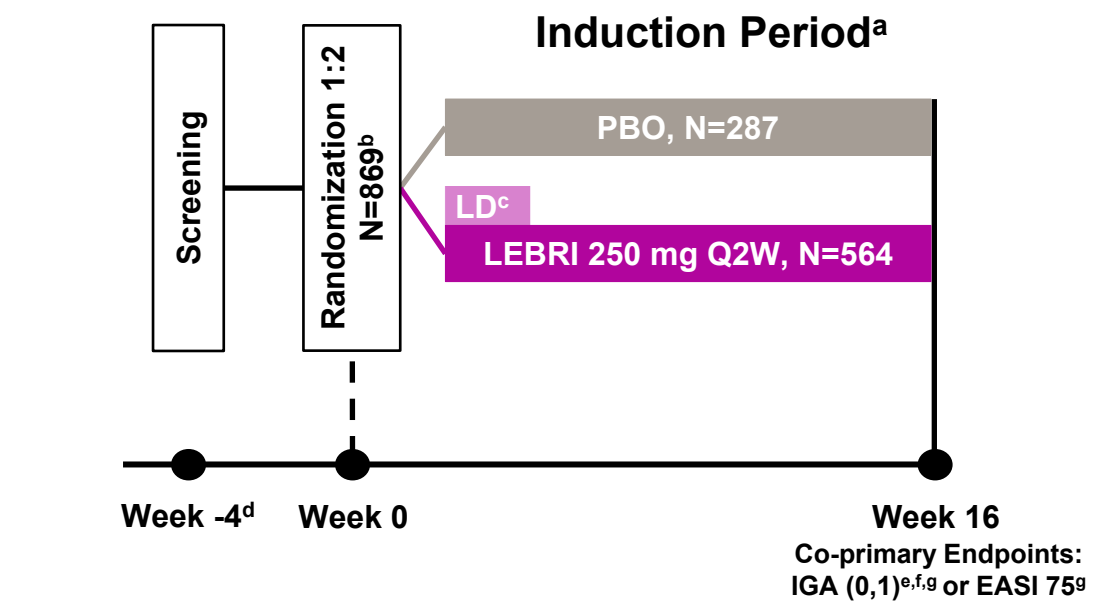 Induction Periodᵃ
Screening
Randomization 1:2
N=869ᵇ
PBO, N=287
LDᶜ
LEBRI 250 mg Q2W, N=564
Week -4ᵈ
Week 0
Week 16
Co-primary Endpoints:
IGA (0,1)ᵉ,ᶠ,ᵍ or EASI 75ᵍ